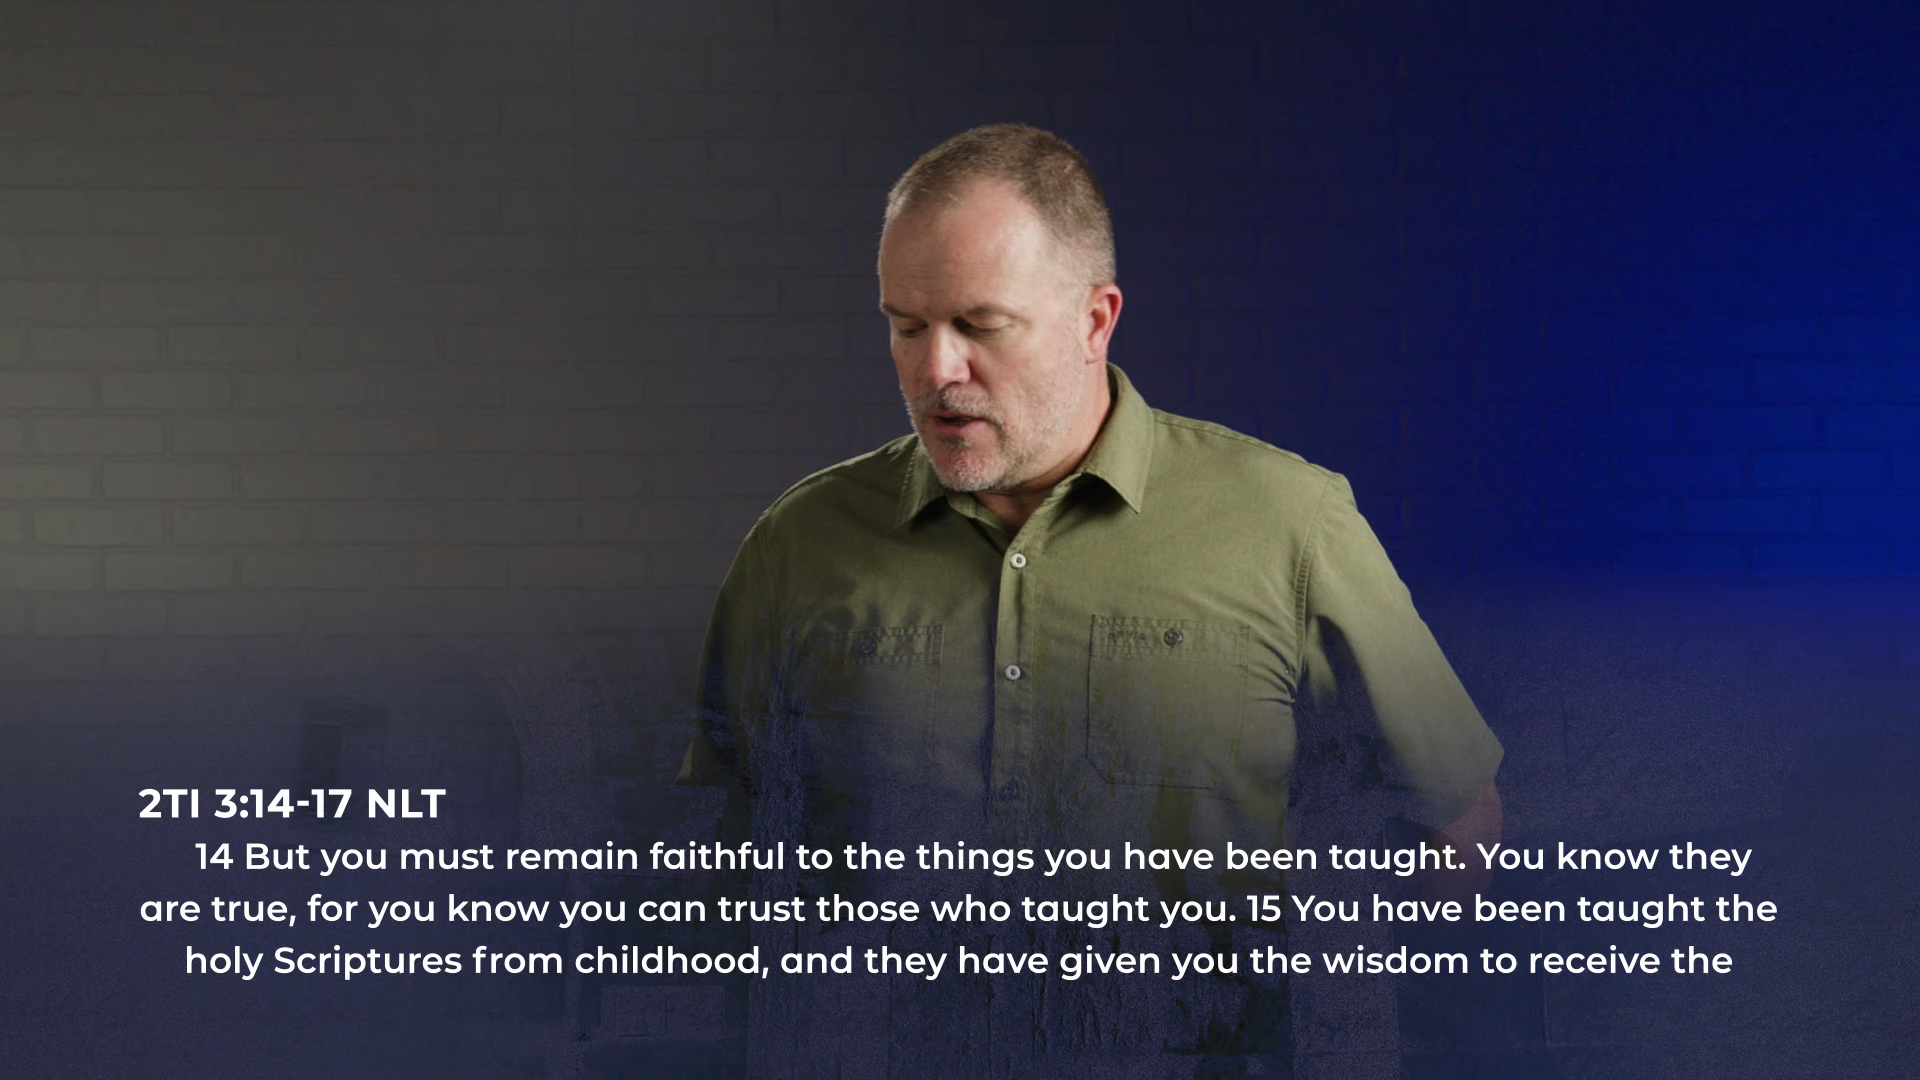 2TI 3:14-17 NLT
14 But you must remain faithful to the things you have been taught. You know they
are true, for you know you can trust those who taught you. 15 You have been taught the
holy Scriptures from childhood, and they have given you the wisdom to receive the